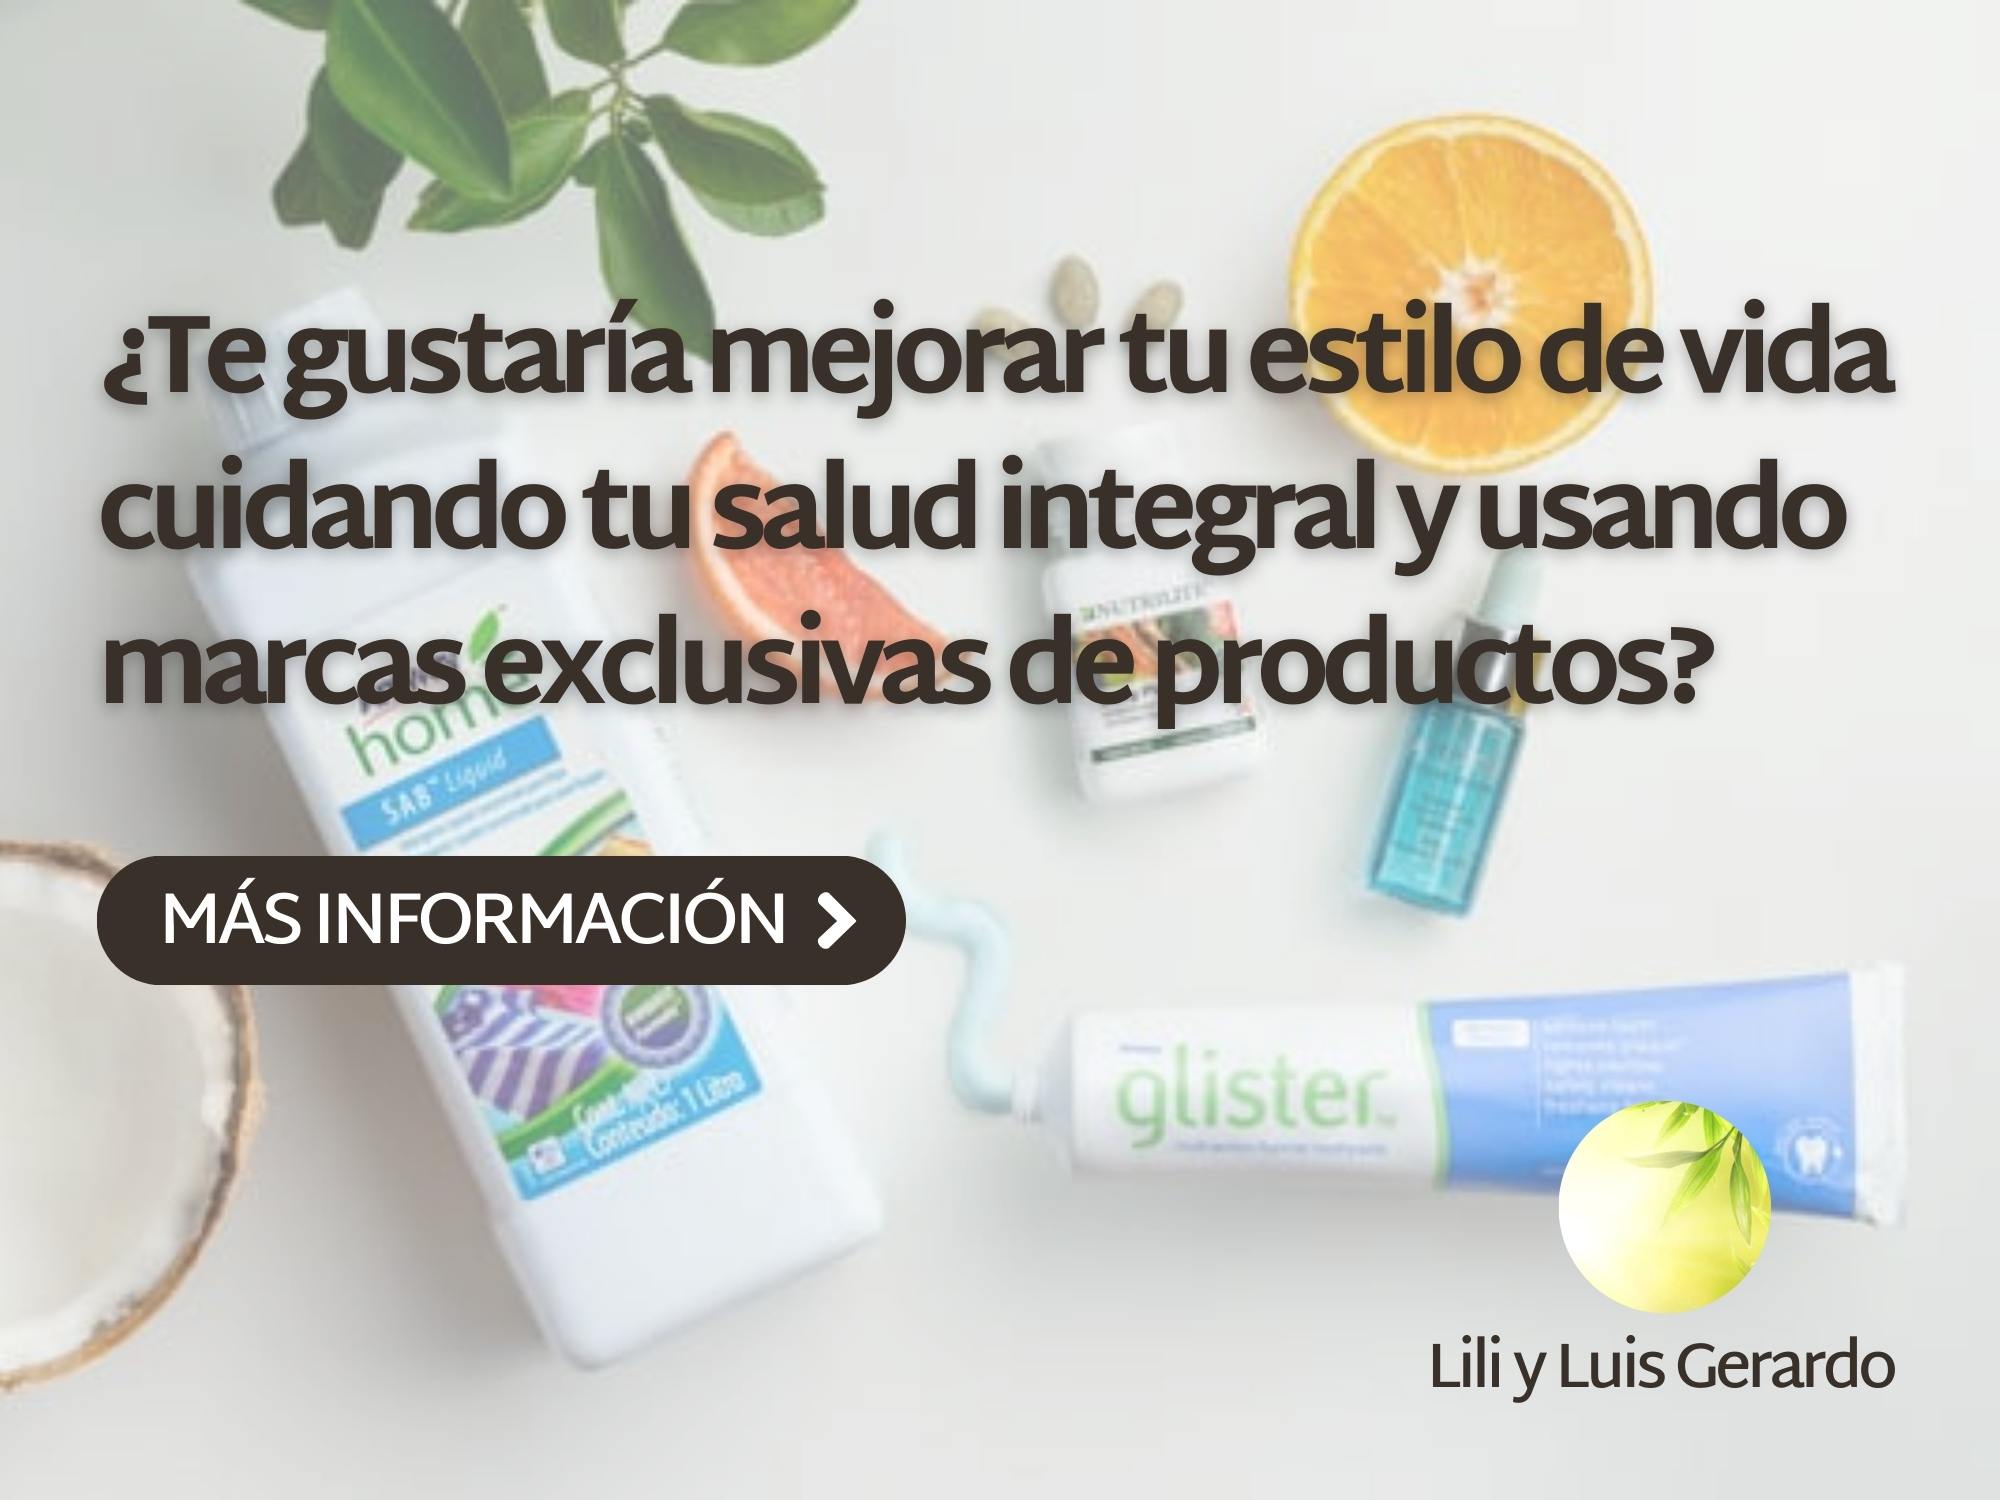 ¿Te gustaría mejorar tu estilo de vida
cuidando tu salud integral y usando
marcas exclusivas de productos?
NUTRILITE
home
SA8™ Liquid
MÁS INFORMACIÓN
Contenido: 1 Litro
glister
Lili y Luis Gerardo